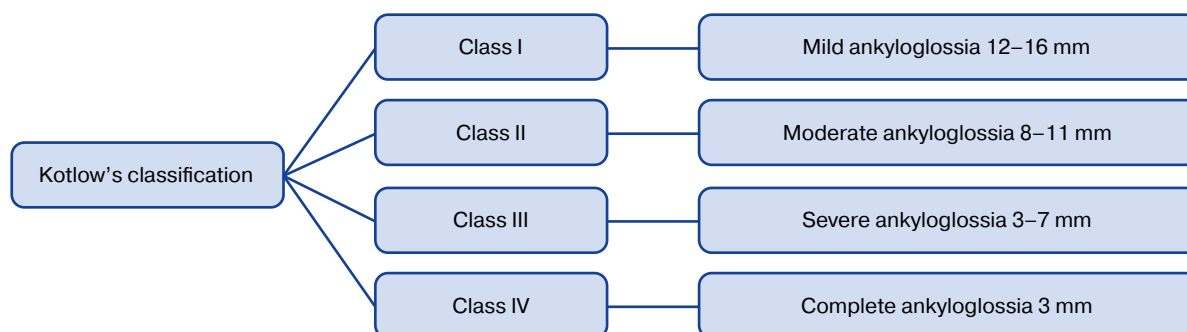 Kotlow’s classification
Class I
Mild ankyloglossia 12–16 mm
Class II
Moderate ankyloglossia 8–11 mm
Class III
Severe ankyloglossia 3–7 mm
Class IV
Complete ankyloglossia 3 mm